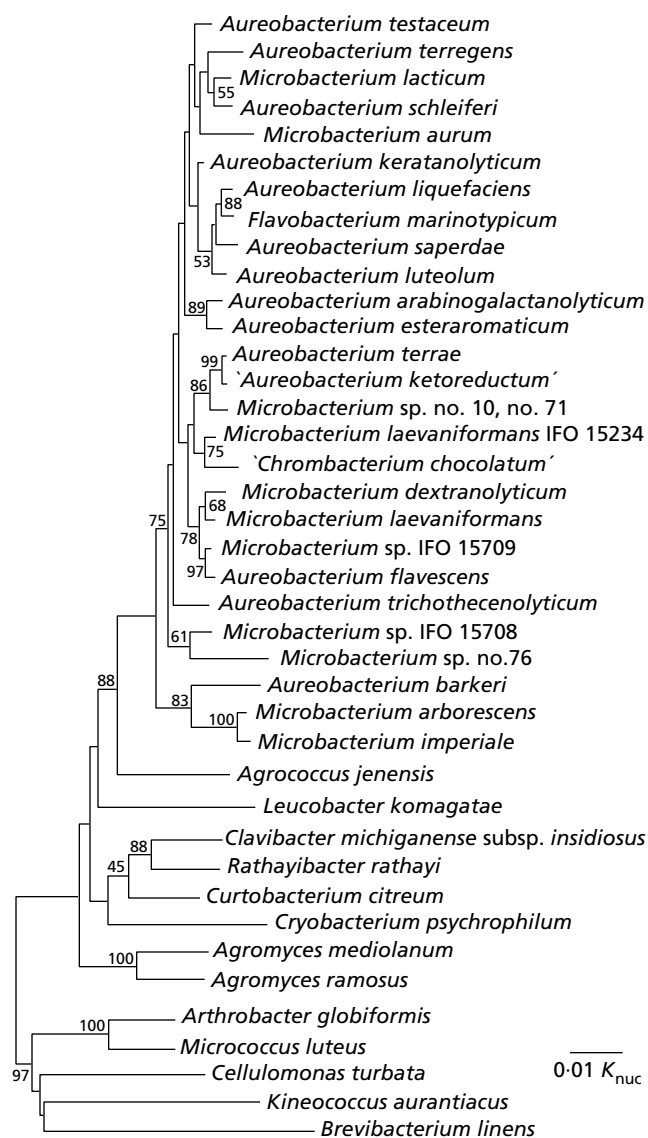 Aureobacterium testaceum
Aureobacterium terregens
Microbacterium lacticum
55
Aureobacterium schleiferi
Microbacterium aurum
Aureobacterium keratanolyticum
Aureobacterium liquefaciens
88
Flavobacterium marinotypicum
Aureobacterium saperdae
53
Aureobacterium luteolum
Aureobacterium arabinogalactanolyticum
89
Aureobacterium esteraromaticum
Aureobacterium terrae
99
`Aureobacterium ketoreductum´
86
Microbacterium sp. no. 10, no. 71
Microbacterium laevaniformans IFO 15234
75
`Chrombacterium chocolatum´
Microbacterium dextranolyticum
68
Microbacterium laevaniformans
75
78
Microbacterium sp. IFO 15709
97
Aureobacterium flavescens
Aureobacterium trichothecenolyticum
Microbacterium sp. IFO 15708
61
Microbacterium sp. no.76
88
Aureobacterium barkeri
83
Microbacterium arborescens
100
Microbacterium imperiale
Agrococcus jenensis
Leucobacter komagatae
Clavibacter michiganense subsp. insidiosus
88
Rathayibacter rathayi
45
Curtobacterium citreum
Cryobacterium psychrophilum
Agromyces mediolanum
100
Agromyces ramosus
Arthrobacter globiformis
100
Micrococcus luteus
0·01 Knuc
97
Cellulomonas turbata
Kineococcus aurantiacus
Brevibacterium linens